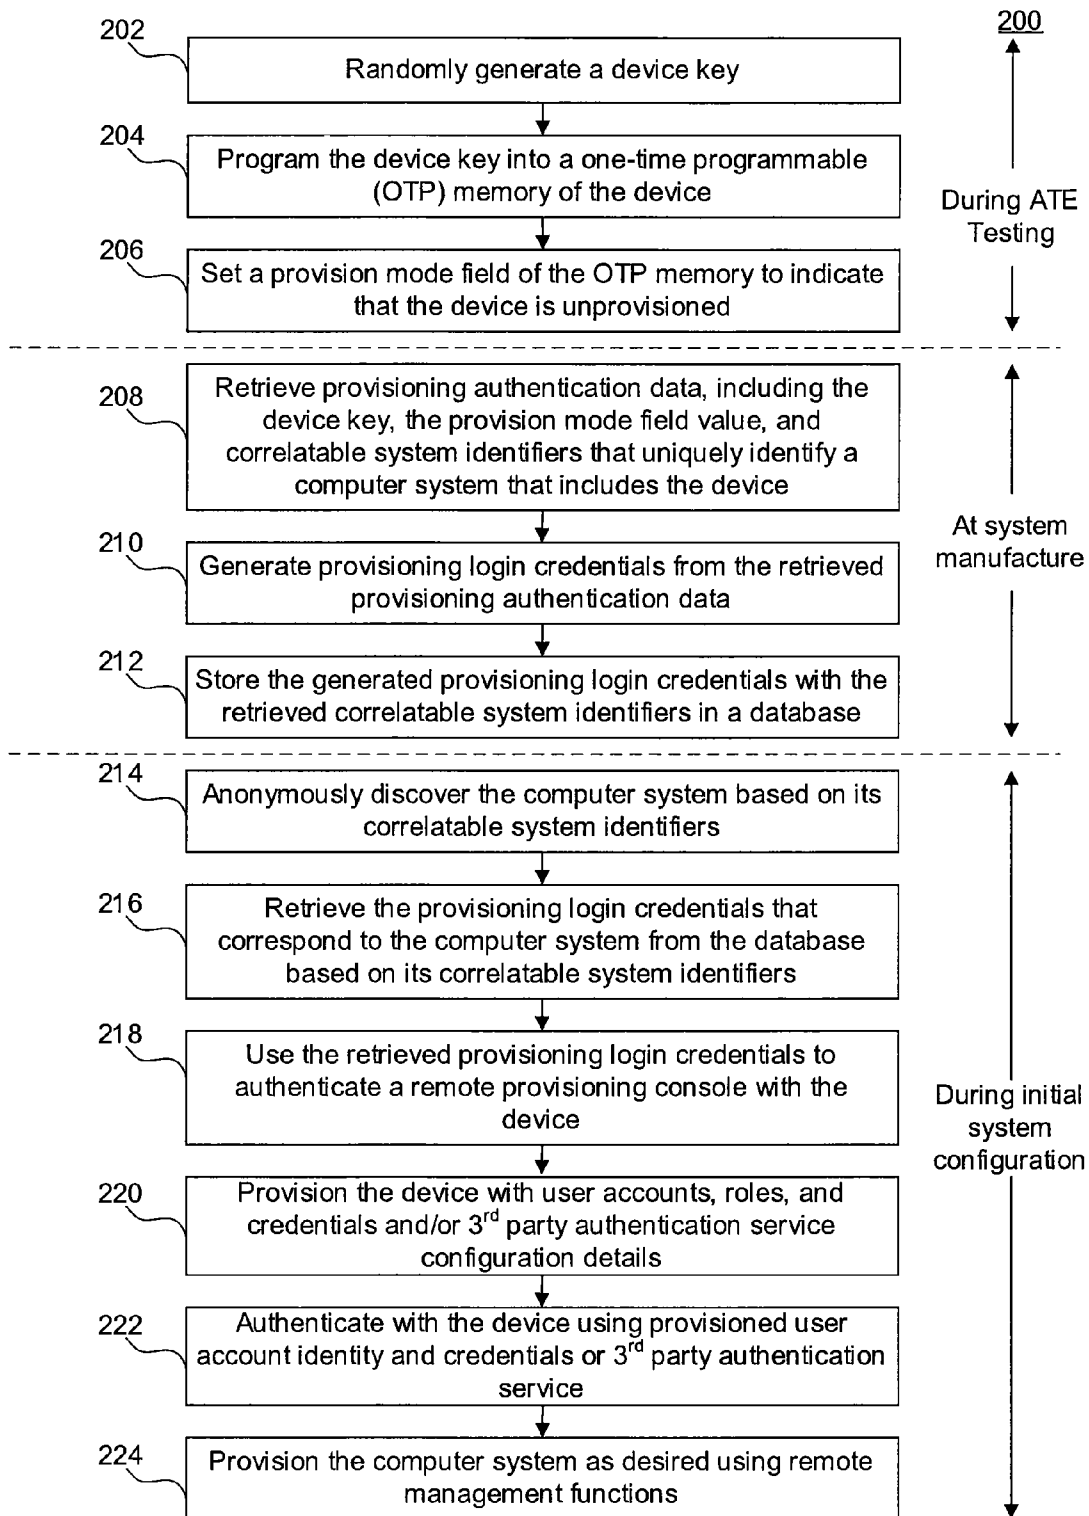 200
202
Randomly generate a device key
204
Program the device key into a one-time programmable
(OTP) memory of the device
During ATE
Testing
206
Set a provision mode field of the OTP memory to indicate
that the device is unprovisioned
208
Retrieve provisioning authentication data, including the
device key, the provision mode field value, and
correlatable system identifiers that uniquely identify a
computer system that includes the device
At system
manufacture
210
Generate provisioning login credentials from the retrieved
provisioning authentication data
212
Store the generated provisioning login credentials with the
retrieved correlatable system identifiers in a database
214
Anonymously discover the computer system based on its
correlatable system identifiers
216
Retrieve the provisioning login credentials that
correspond to the computer system from the database
based on its correlatable system identifiers
218
Use the retrieved provisioning login credentials to
authenticate a remote provisioning console with the
device
During initial
system
configuration
220
Provision the device with user accounts, roles, and
credentials and/or 3rd party authentication service
configuration details
222
Authenticate with the device using provisioned user
account identity and credentials or 3rd party authentication
service
224
Provision the computer system as desired using remote
management functions